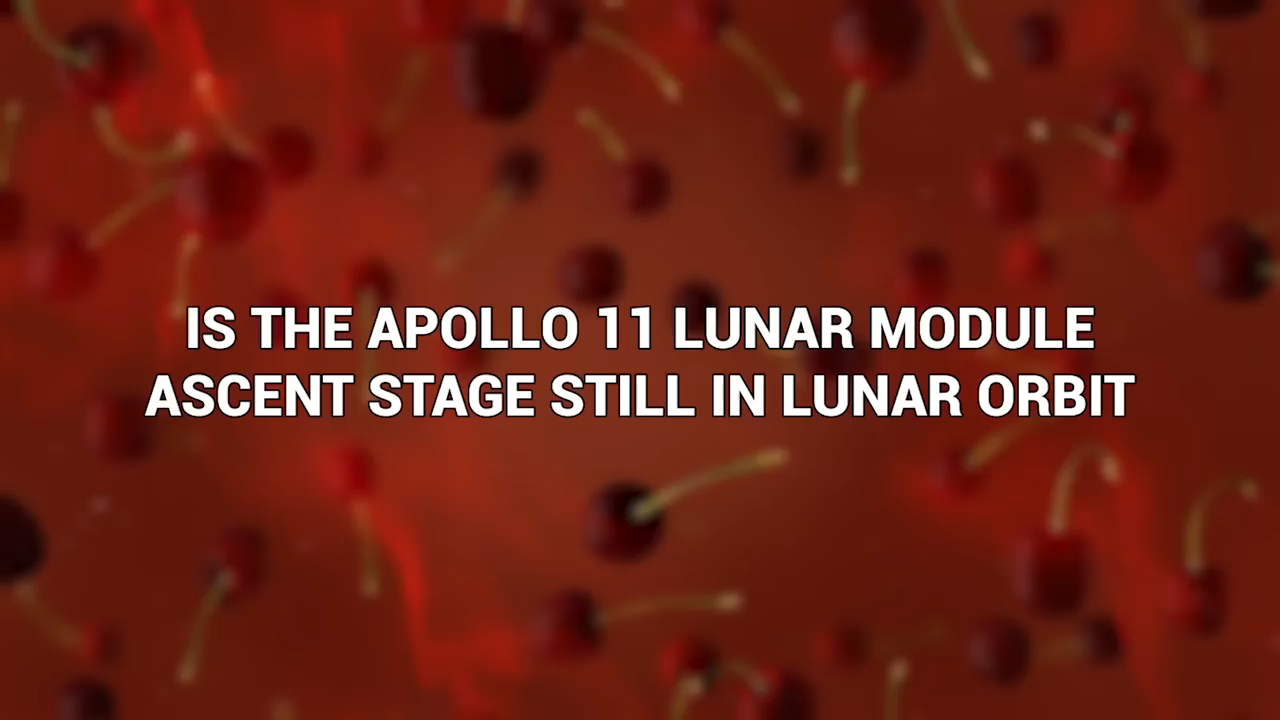 IS THE APOLLO 11 LUNAR MODULE
ASCENT STAGE STILL IN LUNAR ORBIT